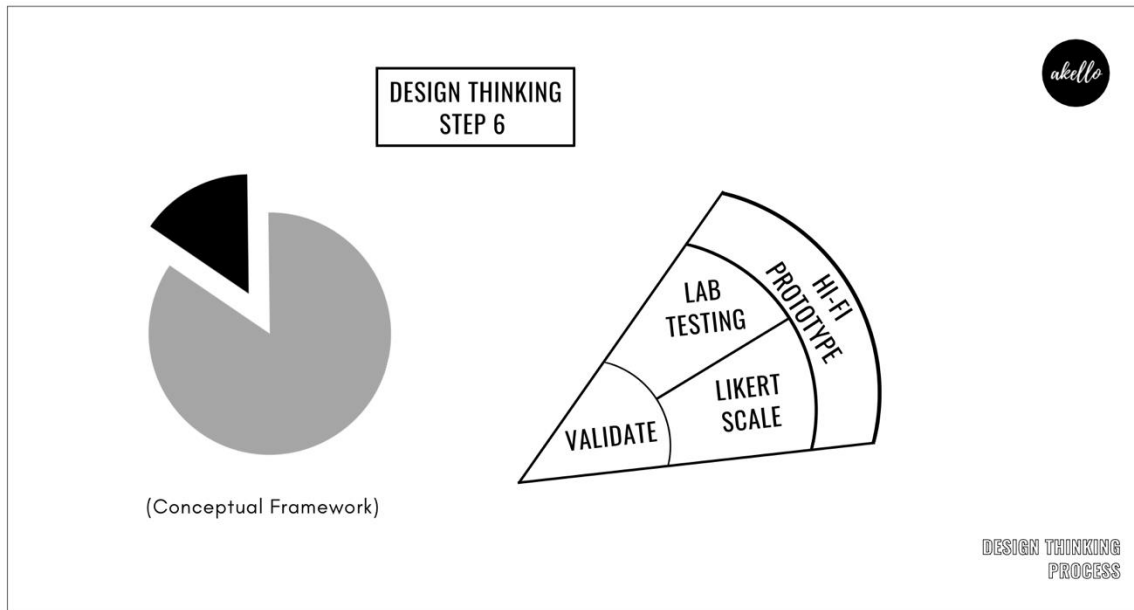 akello
DESIGN THINKING
STEP 6
LAB
TESTING
HI-FI
PROTOTYPE
LIKERT
SCALE
VALIDATE
(Conceptual Framework)
DESIGN THINKING
PROCESS